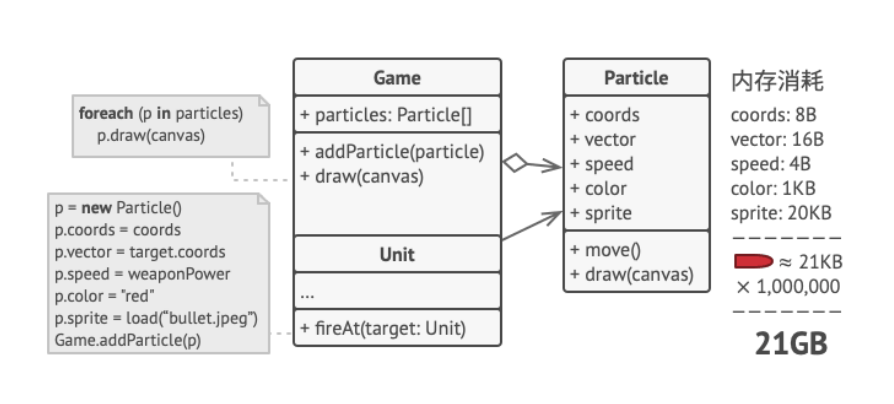 foreach (p in particles)
p.draw(canvas)
p = new Particle()
p.coords = coords
p.vector = target.coords
p.speed = weaponPower
p.color = "red"
p.sprite = load(“bullet.jpeg”)
Game.addParticle(p)
Game
+ particles: Particle[]
+ addParticle(particle)
+ draw(canvas)
Unit
...
+ fireAt(target: Unit)
Particle
+ coords
+ vector
+ speed
+ color
+ sprite
+ move()
+ draw(canvas)
内存消耗
coords: 8B
vector: 16B
speed: 4B
color: 1KB
sprite: 20KB
≈ 21KB
× 1,000,000
21GB